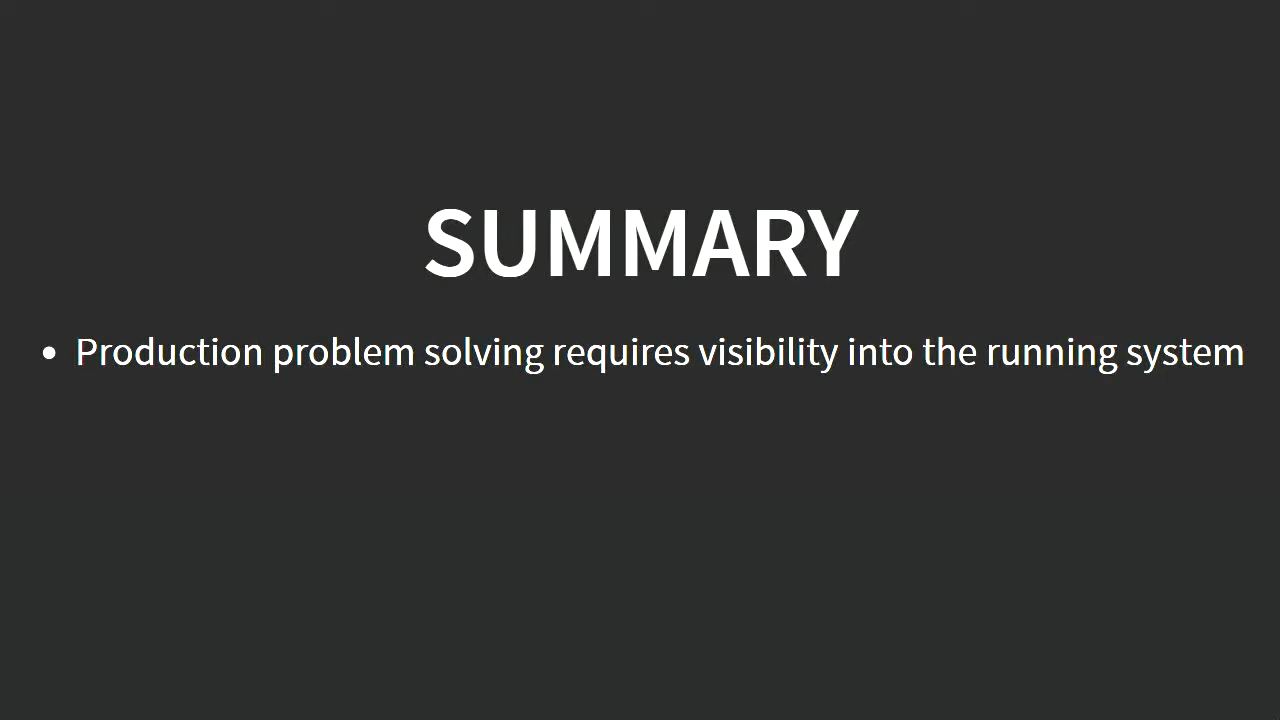 SUMMARY
• Production problem solving requires visibility into the running system